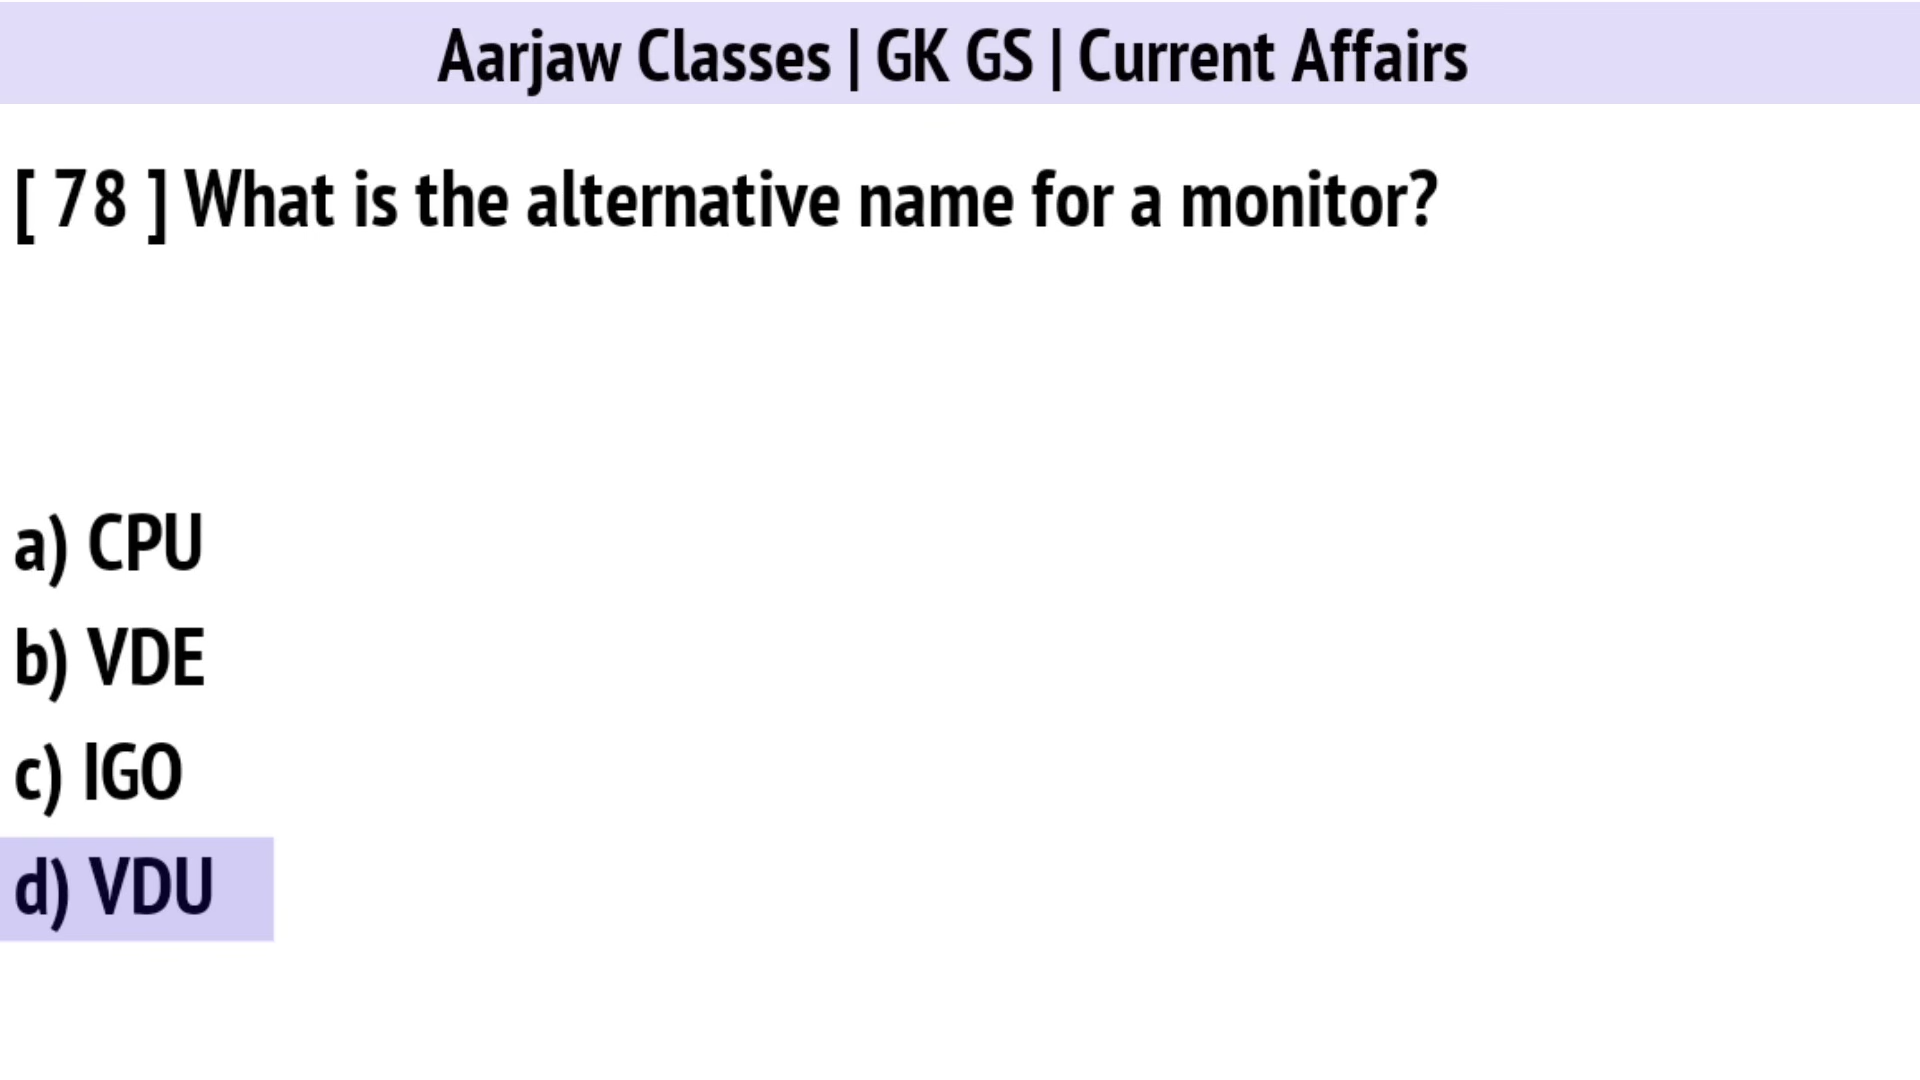 Aarjaw Classes | GK GS | Current Affairs
[ 78 ] What is the alternative name for a monitor?
a) CPU
b) VDE
c) IGO
d) VDU